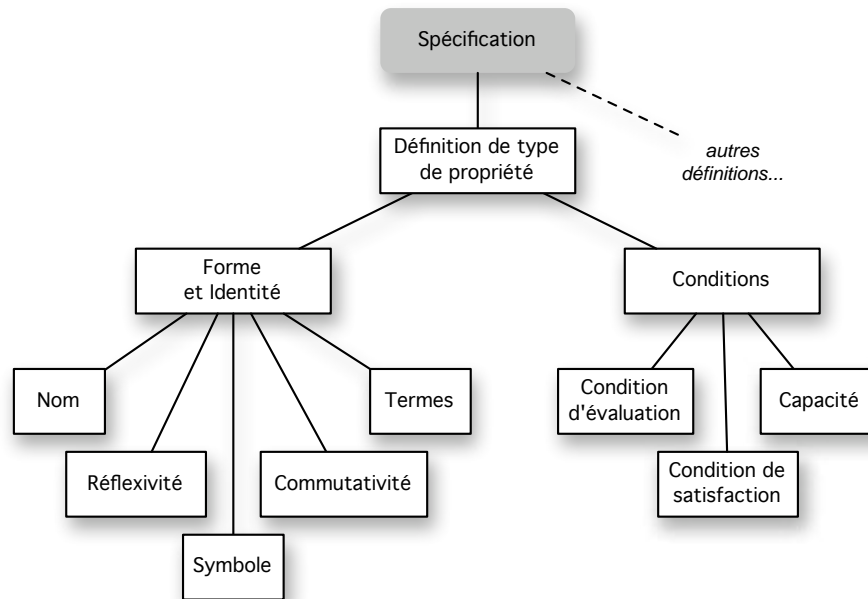 Spécification
Définition de type
de propriété
autres
définitions...
Forme
et Identité
Conditions
Nom
Termes
Condition
d'évaluation
Capacité
Réflexivité
Commutativité
Condition de
satisfaction
Symbole